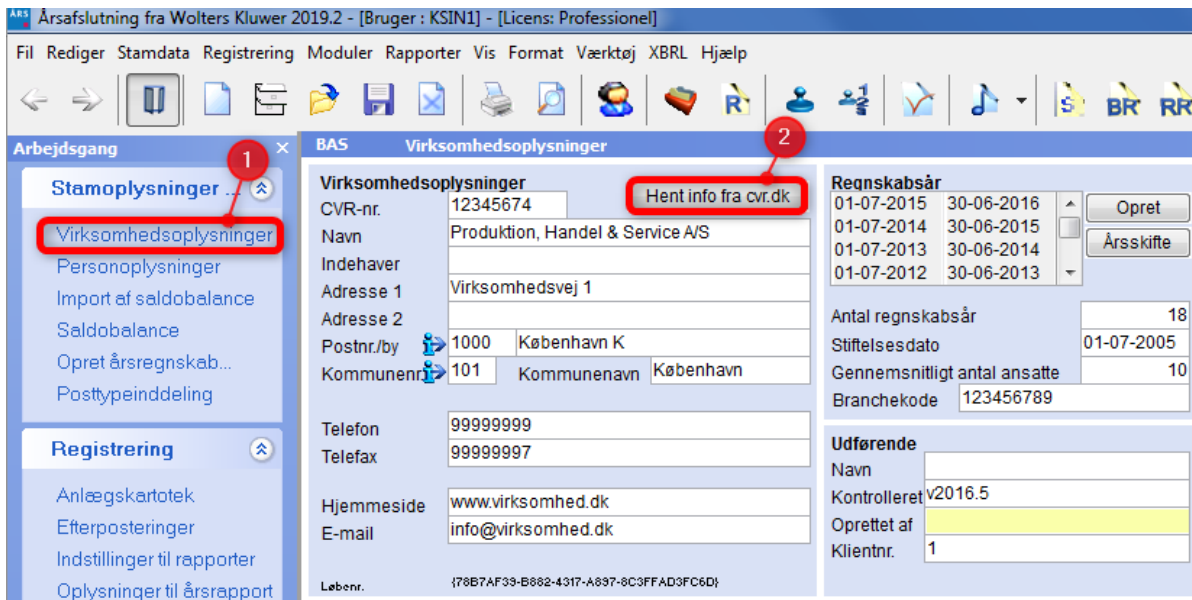 ÅRS Årsafslutning fra Wolters Kluwer 2019.2 - [Bruger : KSIN1] - [Licens: Professionel]
Fil Rediger Stamdata Registrering Moduler Rapporter Vis Format Værktøj XBRL Hjælp
R 1 2 S BR RR
Arbejdsgang
1
Stamoplysninger ...
Virksomhedsoplysninger
Personoplysninger
Import af saldobalance
Saldobalance
Opret årsregnskab...
Posttypeinddeling
Registrering
Anlægskartotek
Efterposteringer
Indstillinger til rapporter
Oplysninger til årsrapport
BAS Virksomhedsoplysninger
2
Virksomhedsoplysninger
Hent info fra cvr.dk
CVR-nr. 12345674
Navn Produktion, Handel & Service A/S
Indehaver
Adresse 1 Virksomhedsvej 1
Adresse 2
Postnr./by 1000 København K
Kommunenr. 101 Kommunenavn København
Telefon 99999999
Telefax 99999997
Hjemmeside www.virksomhed.dk
E-mail info@virksomhed.dk
Løbenr. {78B7AF39-B882-4317-A897-8C3FFAD3FC6D}
Regnskabsår
01-07-2015 30-06-2016
01-07-2014 30-06-2015
01-07-2013 30-06-2014
01-07-2012 30-06-2013
Opret
Årsskifte
Antal regnskabsår 18
Stiftelsesdato 01-07-2005
Gennemsnitligt antal ansatte 10
Branchekode 123456789
Udførende
Navn
Kontrolleret v2016.5
Oprettet af
Klientnr. 1